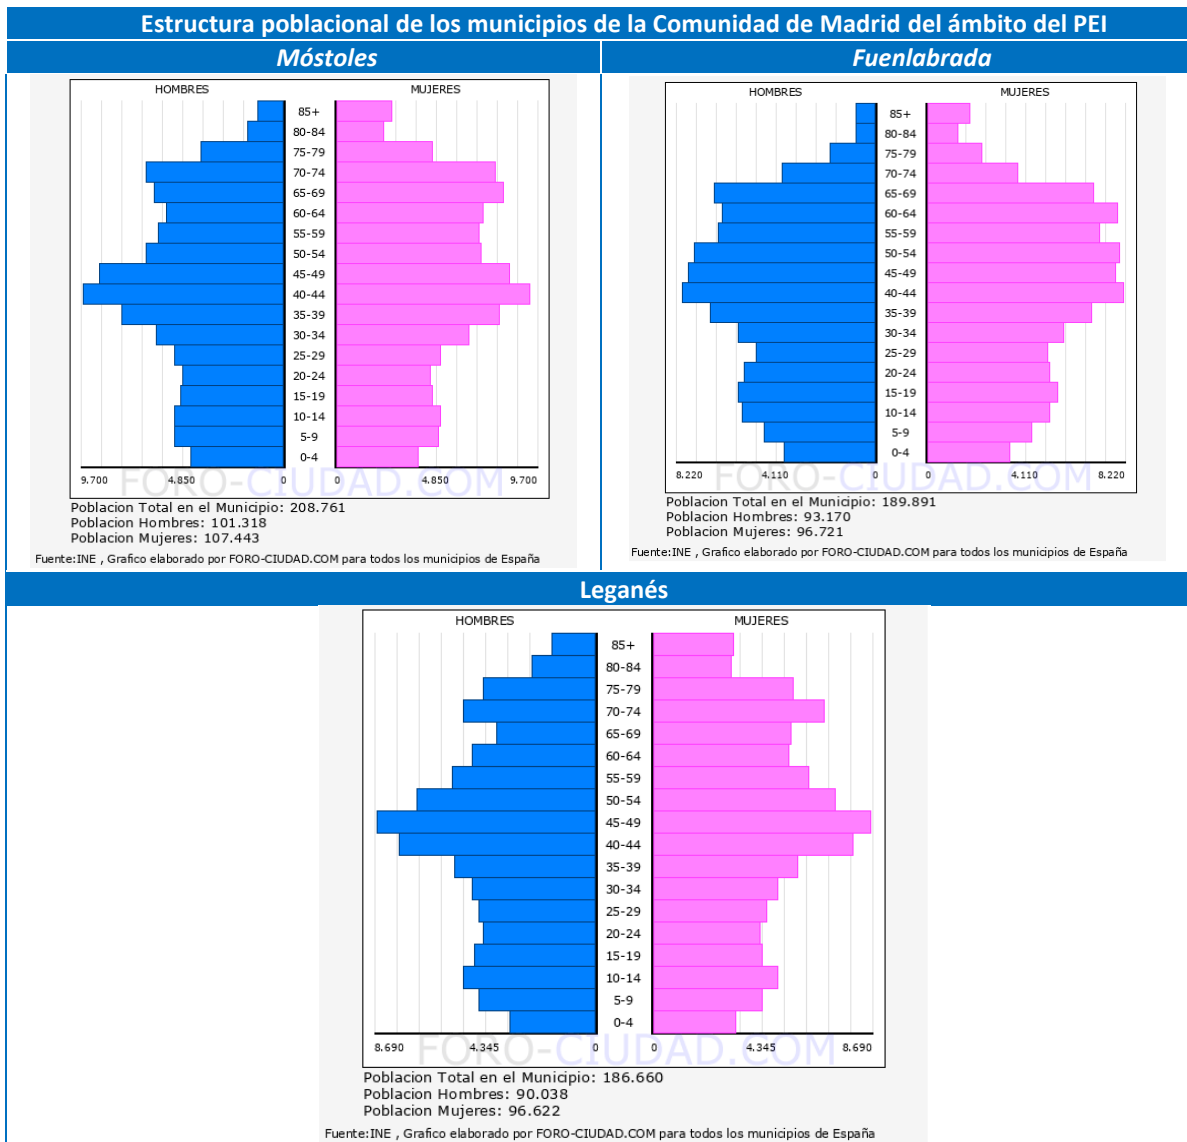 Estructura poblacional de los municipios de la Comunidad de Madrid del ámbito del PEI
Móstoles
Fuenlabrada
HOMBRES MUJERES
85+
80-84
75-79
70-74
65-69
60-64
55-59
50-54
45-49
40-44
35-39
30-34
25-29
20-24
15-19
10-14
5-9
0-4
9.700 4.850 0 0 4.850 9.700
FORO-CIUDAD.COM
Poblacion Total en el Municipio: 208.761
Poblacion Hombres: 101.318
Poblacion Mujeres: 107.443
Fuente:INE , Grafico elaborado por FORO-CIUDAD.COM para todos los municipios de España
HOMBRES MUJERES
85+
80-84
75-79
70-74
65-69
60-64
55-59
50-54
45-49
40-44
35-39
30-34
25-29
20-24
15-19
10-14
5-9
0-4
8.220 4.110 0 0 4.110 8.220
FORO-CIUDAD.COM
Poblacion Total en el Municipio: 189.891
Poblacion Hombres: 93.170
Poblacion Mujeres: 96.721
Fuente:INE , Grafico elaborado por FORO-CIUDAD.COM para todos los municipios de España
Leganés
HOMBRES MUJERES
85+
80-84
75-79
70-74
65-69
60-64
55-59
50-54
45-49
40-44
35-39
30-34
25-29
20-24
15-19
10-14
5-9
0-4
8.690 4.345 0 0 4.345 8.690
FORO-CIUDAD.COM
Poblacion Total en el Municipio: 186.660
Poblacion Hombres: 90.038
Poblacion Mujeres: 96.622
Fuente:INE , Grafico elaborado por FORO-CIUDAD.COM para todos los municipios de España